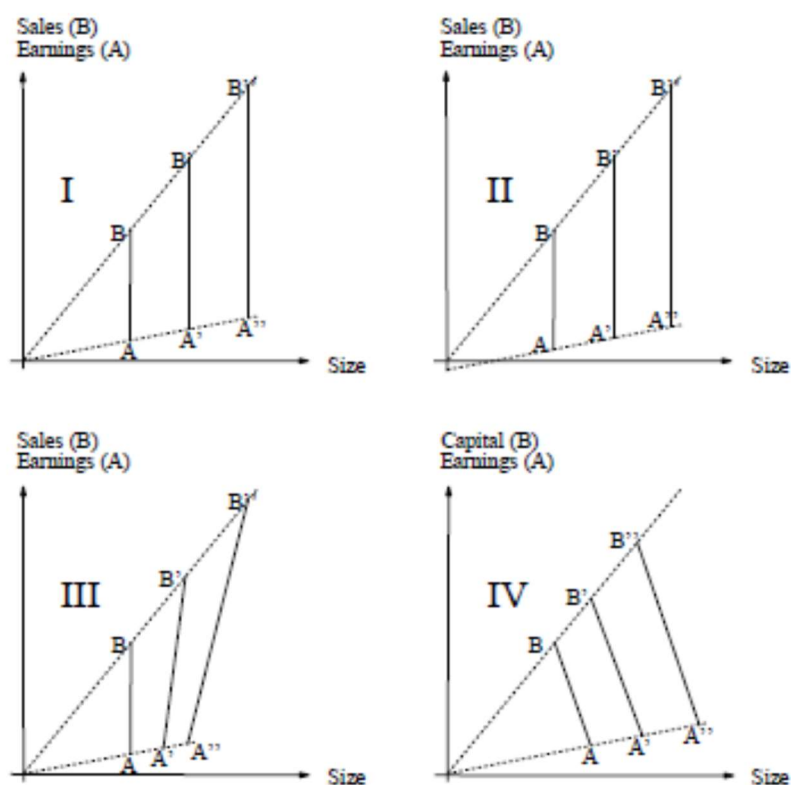 Sales (B)
Earnings (A)
B’’
B’
I
B
A
A’
A’’
Size
Sales (B)
Earnings (A)
B’’
B’
II
B
A
A’
A’’
Size
Sales (B)
Earnings (A)
B’’
B’
III
B
A
A’
A’’
Size
Capital (B)
Earnings (A)
B’’
B’
IV
B
A
A’
A’’
Size